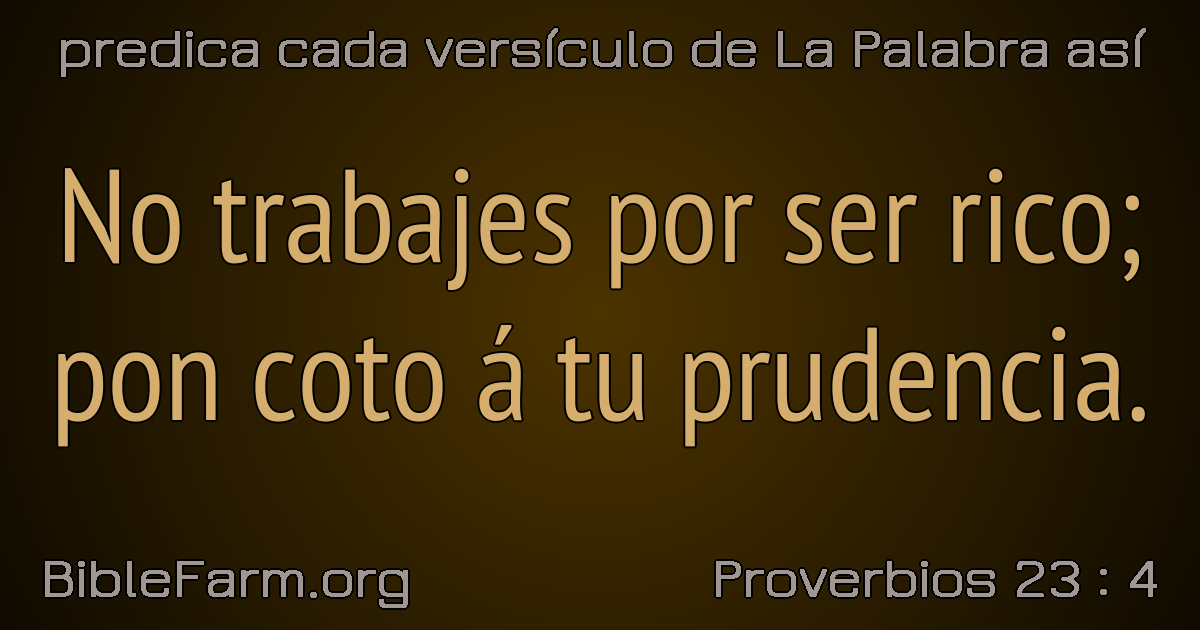 predica cada versículo de La Palabra así
No trabajes por ser rico;
pon coto á tu prudencia.
BibleFarm.org
Proverbios 23 : 4